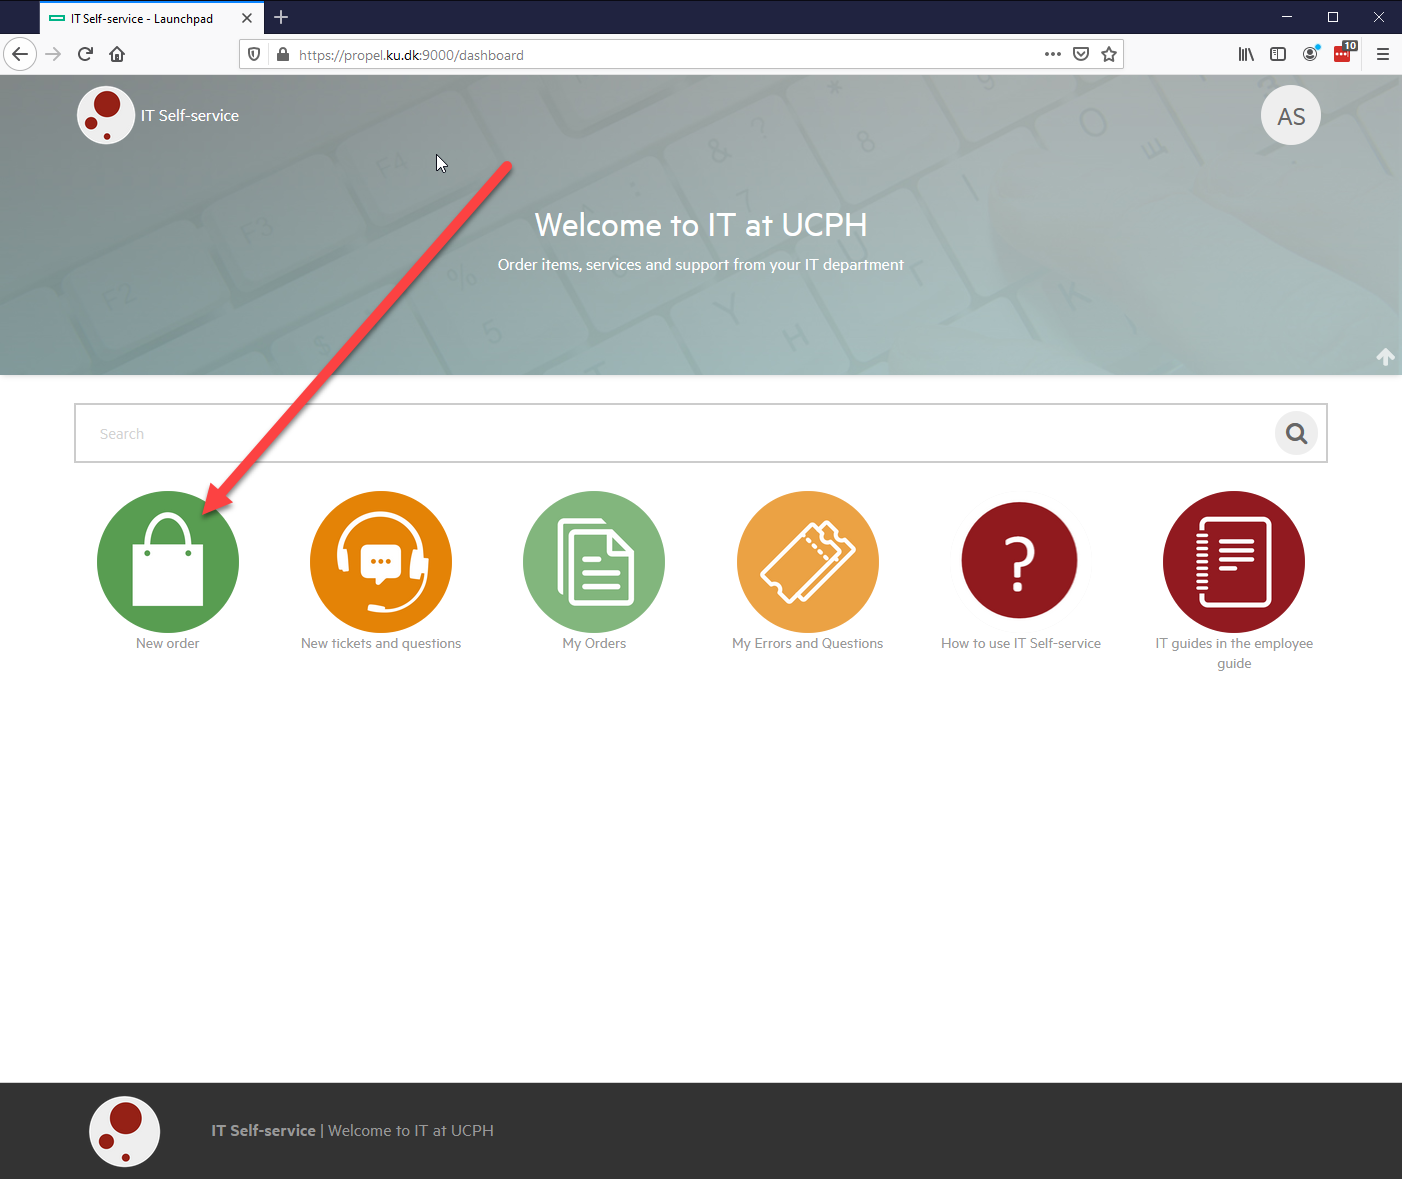 IT Self-service - Launchpad
https://propel.ku.dk:9000/dashboard
10
IT Self-service
AS
Welcome to IT at UCPH
Order items, services and support from your IT department
Search
New order
New tickets and questions
My Orders
My Errors and Questions
How to use IT Self-service
IT guides in the employee
guide
?
IT Self-service | Welcome to IT at UCPH